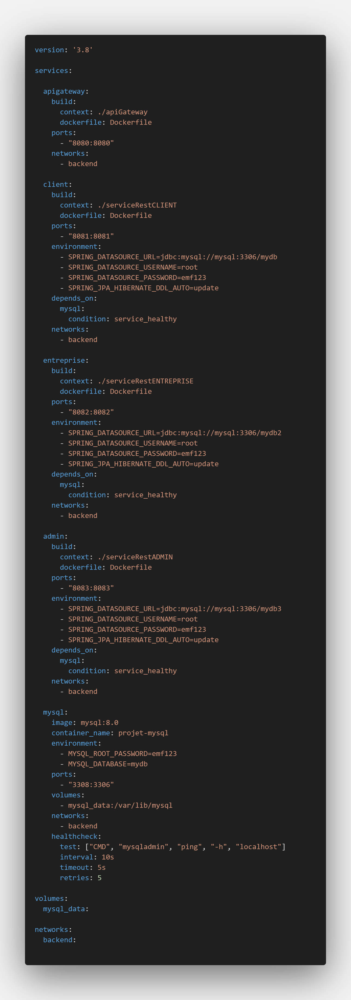 version: '3.8'

services:

  apigateway:
    build:
      context: ./apiGateway
      dockerfile: Dockerfile
    ports:
      - "8080:8080"
    networks:
      - backend

  client:
    build:
      context: ./serviceRestCLIENT
      dockerfile: Dockerfile
    ports:
      - "8081:8081"
    environment:
      - SPRING_DATASOURCE_URL=jdbc:mysql://mysql:3306/mydb
      - SPRING_DATASOURCE_USERNAME=root
      - SPRING_DATASOURCE_PASSWORD=emf123
      - SPRING_JPA_HIBERNATE_DDL_AUTO=update
    depends_on:
      mysql:
        condition: service_healthy
    networks:
      - backend

  entreprise:
    build:
      context: ./serviceRestENTREPRISE
      dockerfile: Dockerfile
    ports:
      - "8082:8082"
    environment:
      - SPRING_DATASOURCE_URL=jdbc:mysql://mysql:3306/mydb2
      - SPRING_DATASOURCE_USERNAME=root
      - SPRING_DATASOURCE_PASSWORD=emf123
      - SPRING_JPA_HIBERNATE_DDL_AUTO=update
    depends_on:
      mysql:
        condition: service_healthy
    networks:
      - backend

  admin:
    build:
      context: ./serviceRestADMIN
      dockerfile: Dockerfile
    ports:
      - "8083:8083"
    environment:
      - SPRING_DATASOURCE_URL=jdbc:mysql://mysql:3306/mydb3
      - SPRING_DATASOURCE_USERNAME=root
      - SPRING_DATASOURCE_PASSWORD=emf123
      - SPRING_JPA_HIBERNATE_DDL_AUTO=update
    depends_on:
      mysql:
        condition: service_healthy
    networks:
      - backend

  mysql:
    image: mysql:8.0
    container_name: projet-mysql
    environment:
      - MYSQL_ROOT_PASSWORD=emf123
      - MYSQL_DATABASE=mydb
    ports:
      - "3308:3306"
    volumes:
      - mysql_data:/var/lib/mysql
    networks:
      - backend
    healthcheck:
      test: ["CMD", "mysqladmin", "ping", "-h", "localhost"]
      interval: 10s
      timeout: 5s
      retries: 5

volumes:
  mysql_data:

networks:
  backend: